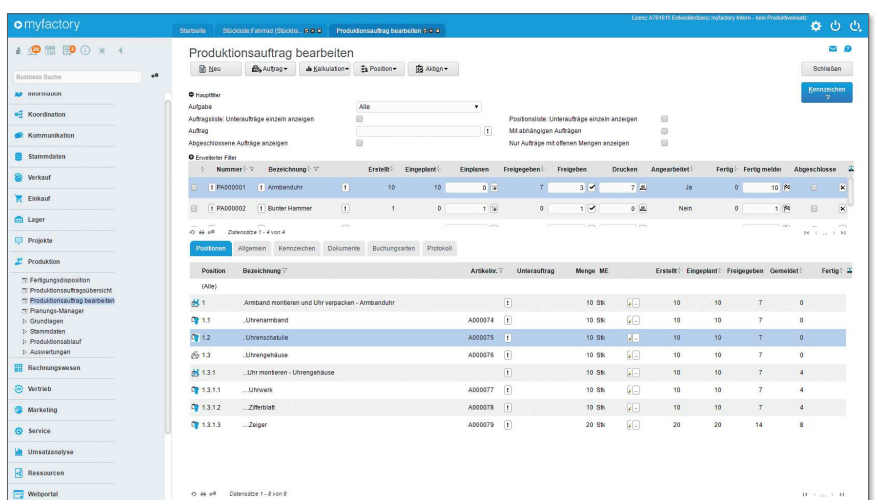 myfactory
Lizenz A761611 Entwicklerlizenz myfactory Intern - kein Produktiveinsatz
Startseite Stückliste Fahrrad (Stücklis... Produktionsauftrag bearbeiten
Produktionsauftrag bearbeiten
Neu Auftrag Kalkulation Position Aktion Schließen
Business Suche
Kennzeichen
Hauptfilter
Aufgabe Alle
Auftragsliste: Unteraufträge einzeln anzeigen Positionsliste: Unteraufträge einzeln anzeigen
Auftrag Mit abhängigen Aufträgen
Abgeschlossene Aufträge anzeigen Nur Aufträge mit offenen Mengen anzeigen
Erweiterter Filter
Nummer Bezeichnung Erstellt Eingeplant Einplanen Freigegeben Freigeben Drucken Angearbeitet Fertig Fertig melden Abgeschlosse
PA000001 Armbanduhr 10 10 0 7 3 7 Ja 0 10
PA000002 Bunter Hammer 1 0 1 0 1 0 Nein 0 1
Datensätze 1 - 4 von 4
Positionen Allgemein Kennzeichen Dokumente Buchungsarten Protokoll
Position Bezeichnung Artikelnr. Unterauftrag Menge ME Erstellt Eingeplant Freigegeben Gemeldet Fertig
(Alle)
1 .Armband montieren und Uhr verpacken - Armbanduhr 10 Stk 10 10 7 0
1.1 ..Uhrenarmband A000074 10 Stk 10 10 7 0
1.2 ..Uhrenschatulle A000075 10 Stk 10 10 7 0
1.3 ..Uhrengehäuse A000076 10 Stk 10 10 7 0
1.3.1 ...Uhr montieren - Uhrengehäuse 10 Stk 10 10 7 4
1.3.1.1 ....Uhrwerk A000077 10 Stk 10 10 7 4
1.3.1.2 ....Zifferblatt A000078 10 Stk 10 10 7 4
1.3.1.3 ....Zeiger A000079 20 Stk 20 20 14 8
Datensätze 1 - 8 von 8
Information
Koordination
Kommunikation
Stammdaten
Verkauf
Einkauf
Lager
Projekte
Produktion
Fertigungsdisposition
Produktionsauftragsübersicht
Produktionsauftrag bearbeiten
Planungs-Manager
Grundlagen
Stammdaten
Produktionsablauf
Auswertungen
Rechnungswesen
Vertrieb
Marketing
Service
Umsatzanalyse
Ressourcen
Webportal